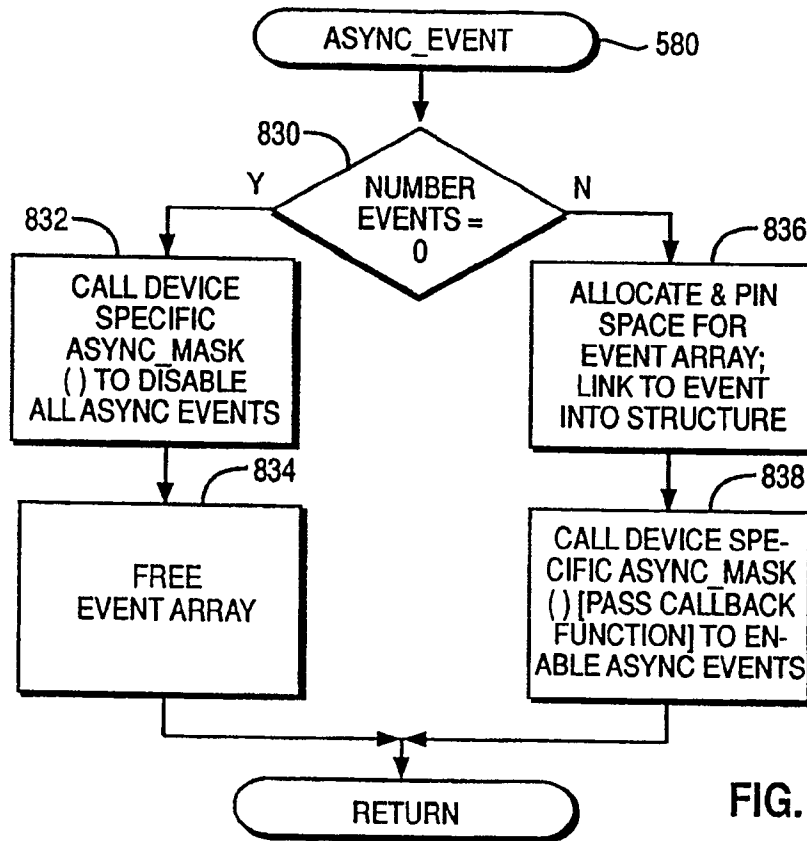 ASYNC_EVENT
580
830
Y
NUMBER
EVENTS =
0
N
832
CALL DEVICE
SPECIFIC
ASYNC_MASK
( ) TO DISABLE
ALL ASYNC EVENTS
836
ALLOCATE & PIN
SPACE FOR
EVENT ARRAY;
LINK TO EVENT
INTO STRUCTURE
834
FREE
EVENT ARRAY
838
CALL DEVICE SPE-
CIFIC ASYNC_MASK
( ) [PASS CALLBACK
FUNCTION] TO EN-
ABLE ASYNC EVENTS
RETURN
FIG.